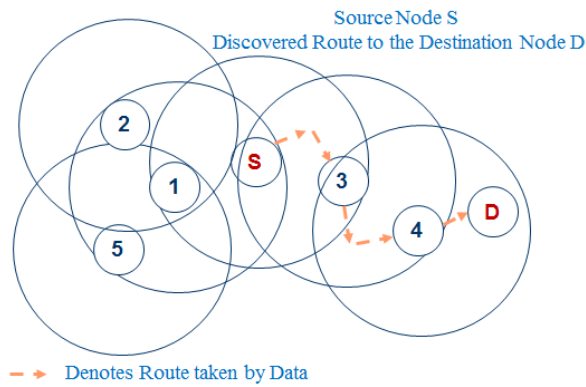 Source Node S
Discovered Route to the Destination Node D
2
S
1
3
D
4
5
Denotes Route taken by Data